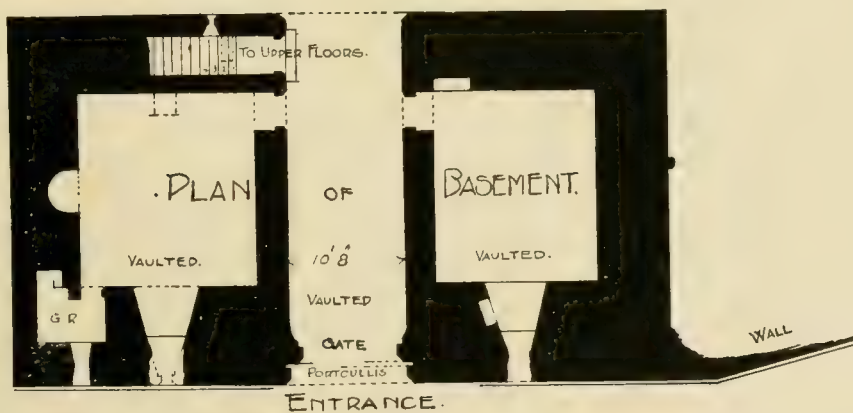 TO UPPER FLOORS.
PLAN OF BASEMENT.
VAULTED. 10' 8" VAULTED.
VAULTED
G R
GATE
WALL
PORTCULLIS
ENTRANCE.